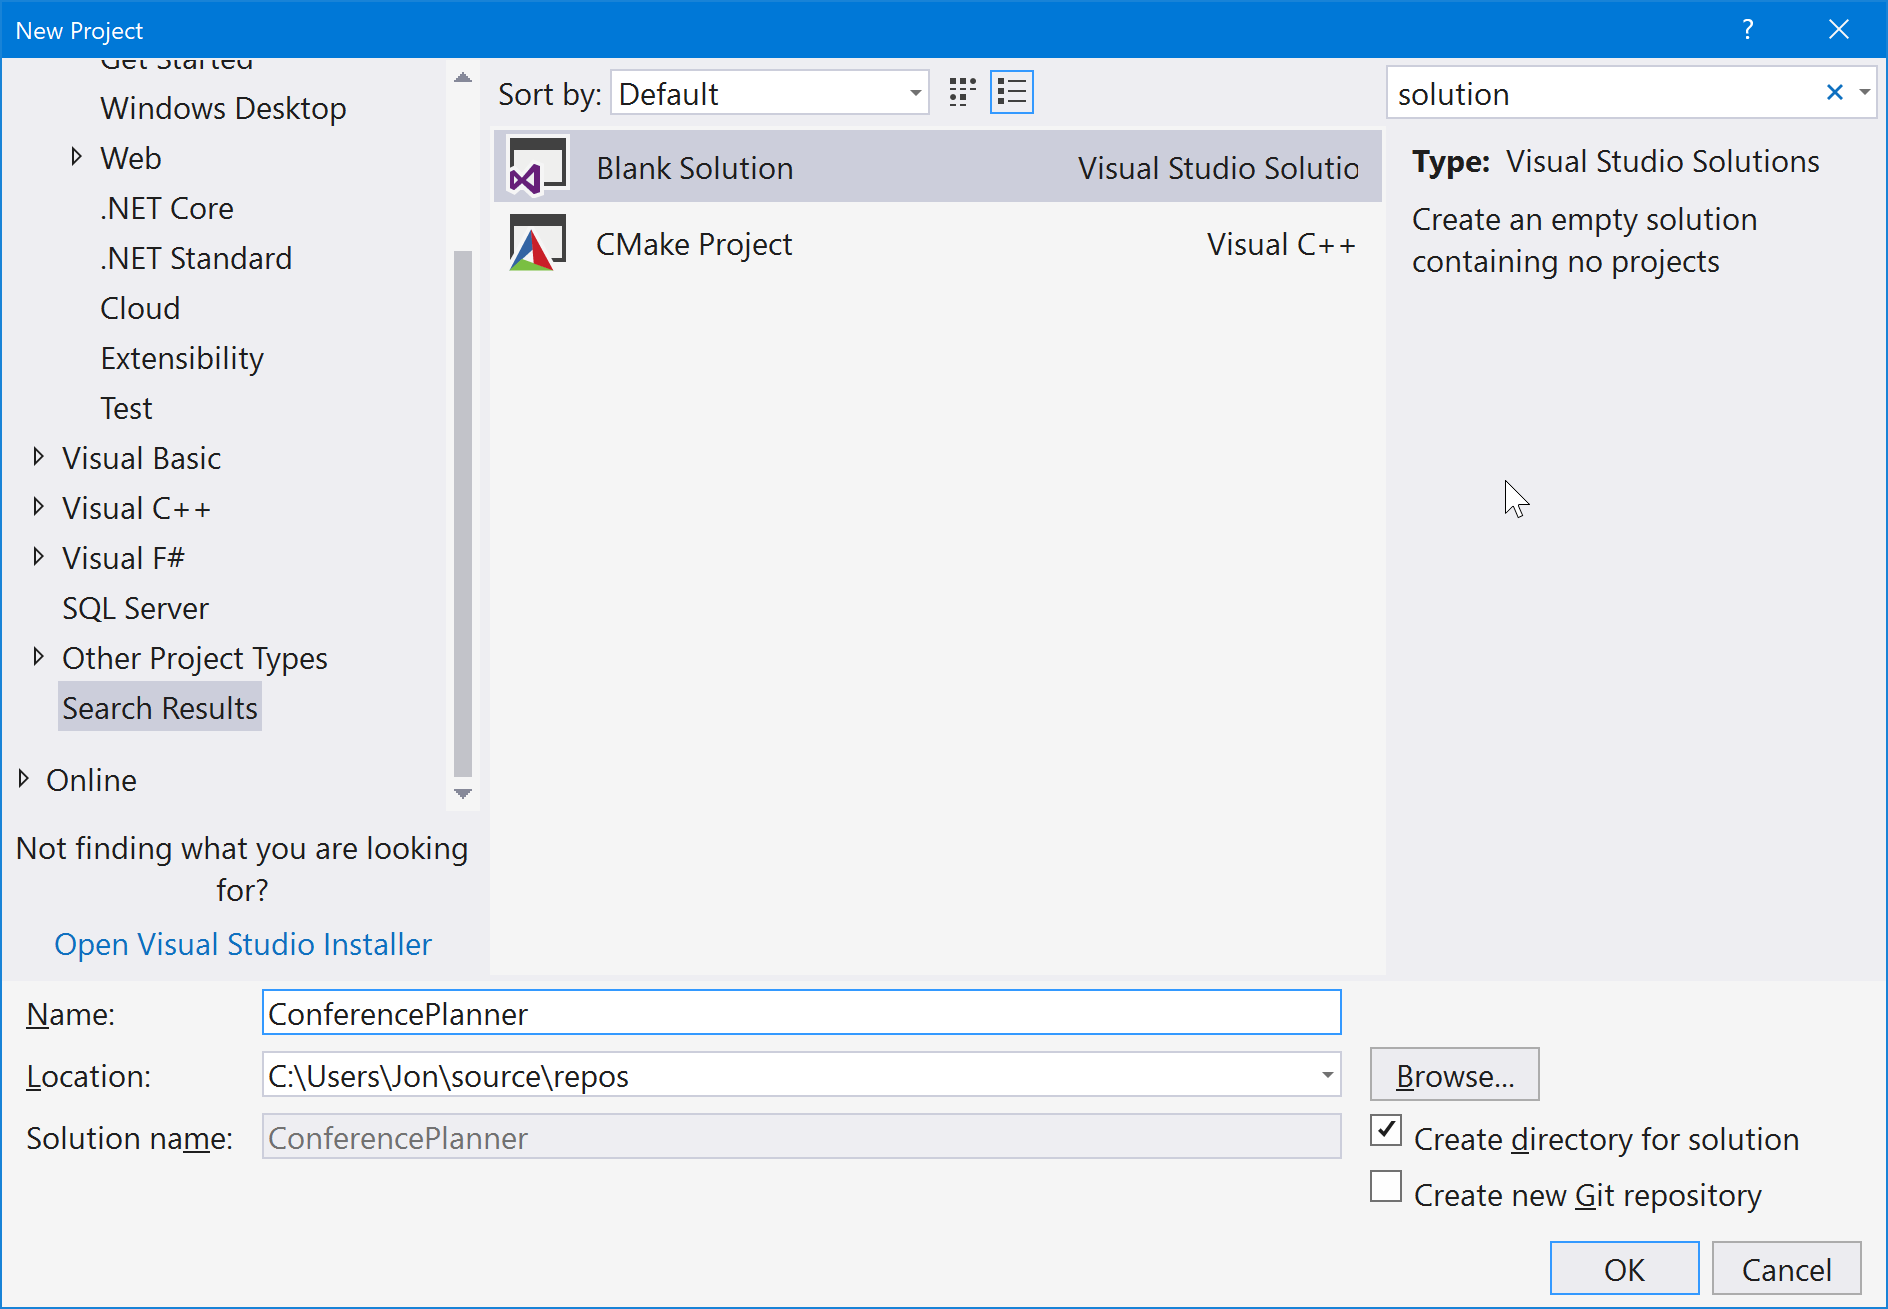 New Project
?
Get Started
Windows Desktop
Web
.NET Core
.NET Standard
Cloud
Extensibility
Test
Visual Basic
Visual C++
Visual F#
SQL Server
Other Project Types
Search Results
Online
Not finding what you are looking
for?
Open Visual Studio Installer
Sort by: Default
Blank Solution Visual Studio Solutio
CMake Project Visual C++
solution
Type: Visual Studio Solutions
Create an empty solution
containing no projects
Name: ConferencePlanner
Location: C:\Users\Jon\source\repos
Browse...
Solution name: ConferencePlanner
Create directory for solution
Create new Git repository
OK Cancel